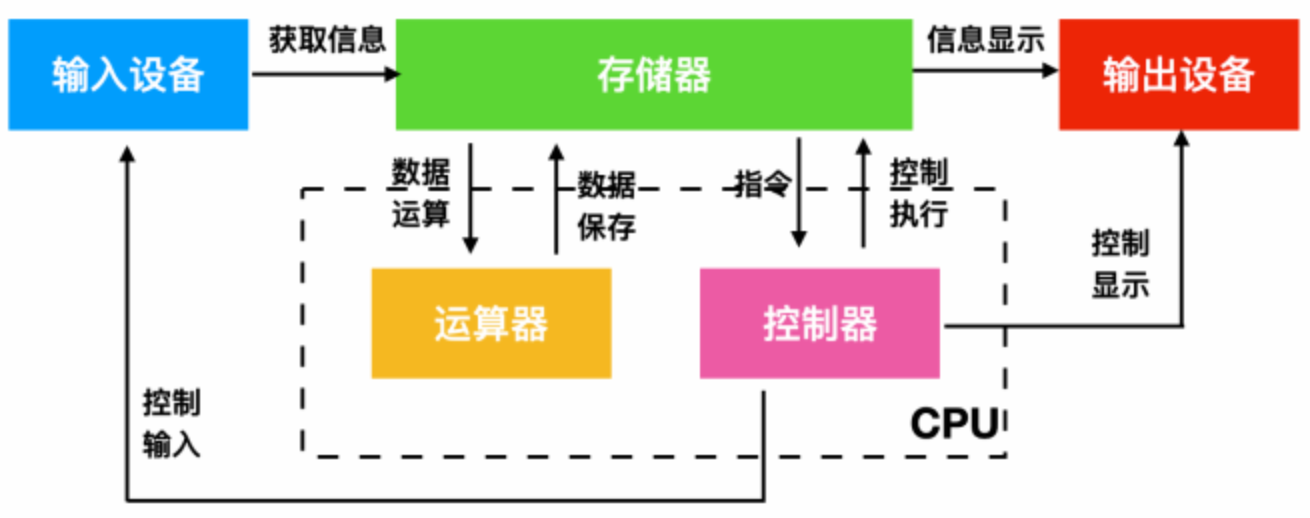 获取信息
信息显示
输入设备
存储器
输出设备
数据
运算
数据
保存
指令
控制
执行
控制
显示
运算器
控制器
控制
输入
CPU